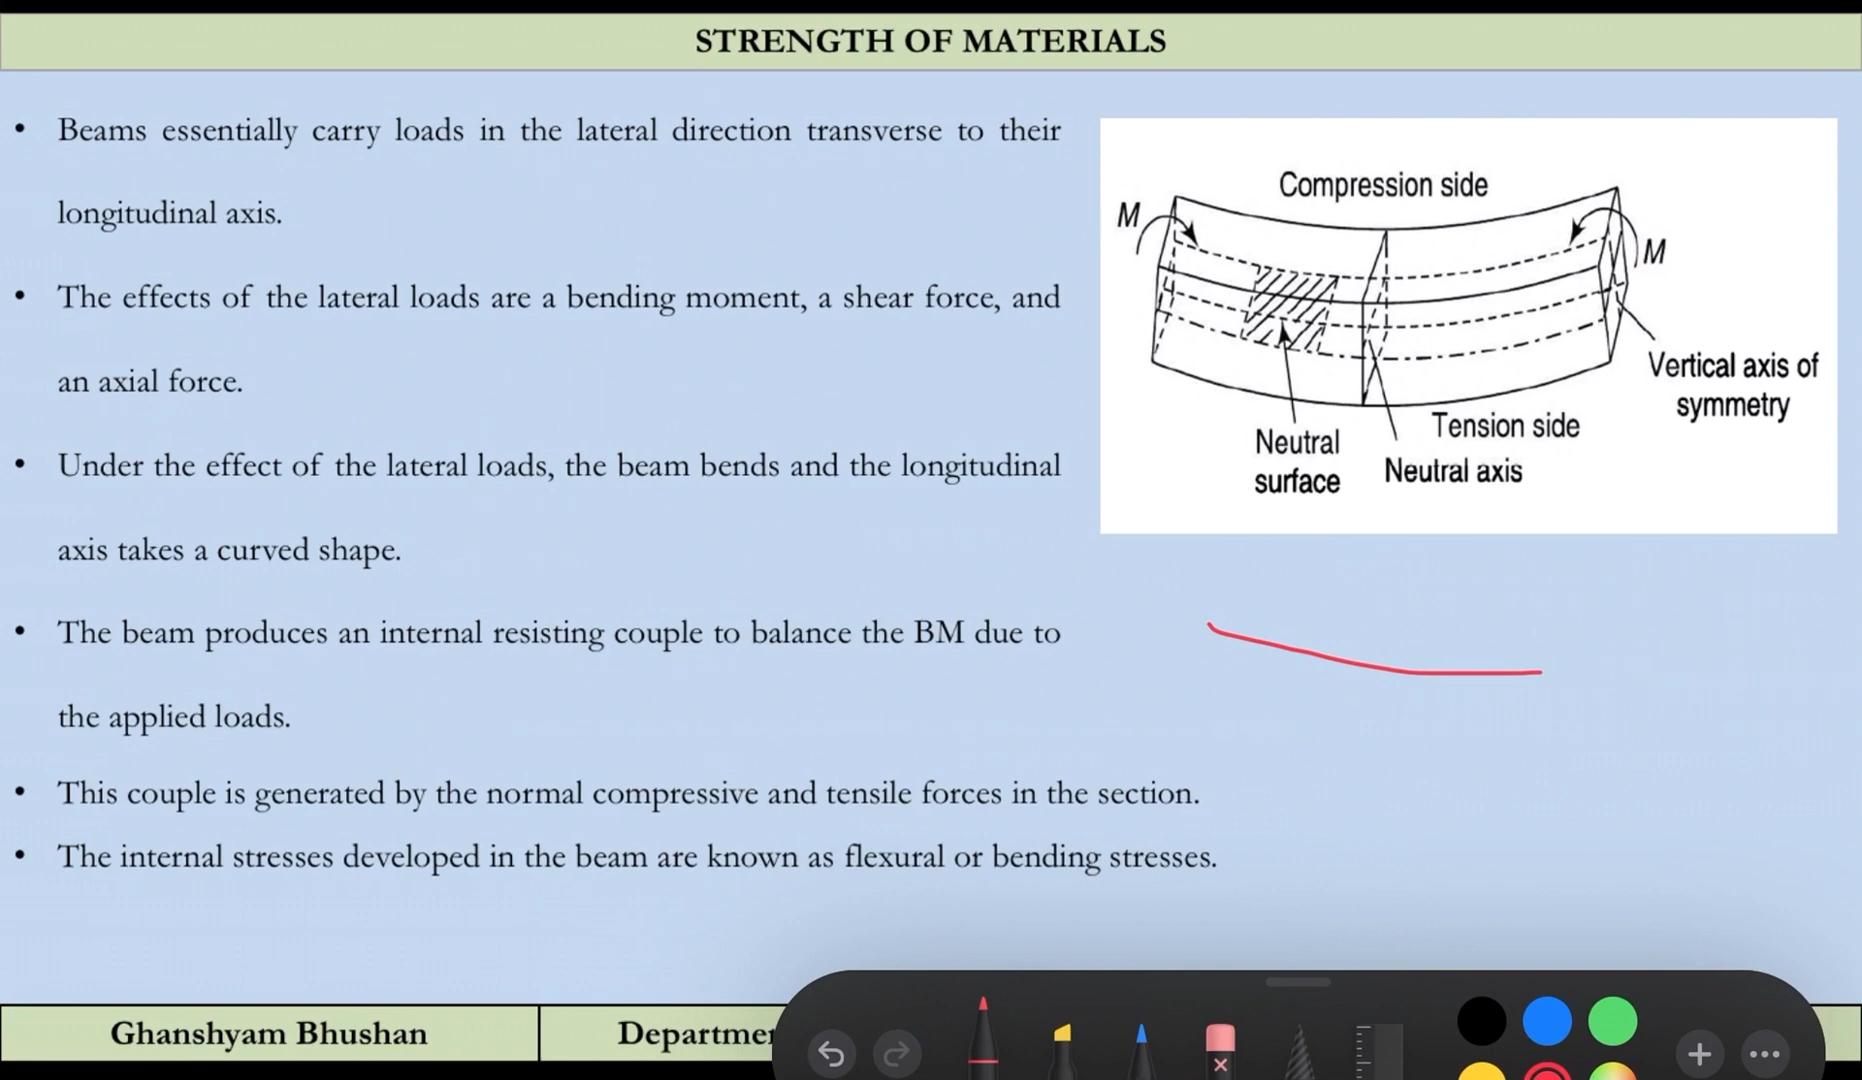 STRENGTH OF MATERIALS
• Beams essentially carry loads in the lateral direction transverse to their
longitudinal axis.
• The effects of the lateral loads are a bending moment, a shear force, and
an axial force.
• Under the effect of the lateral loads, the beam bends and the longitudinal
axis takes a curved shape.
• The beam produces an internal resisting couple to balance the BM due to
the applied loads.
• This couple is generated by the normal compressive and tensile forces in the section.
• The internal stresses developed in the beam are known as flexural or bending stresses.
Compression side
M
M
Vertical axis of
symmetry
Tension side
Neutral
surface
Neutral axis
Ghanshyam Bhushan